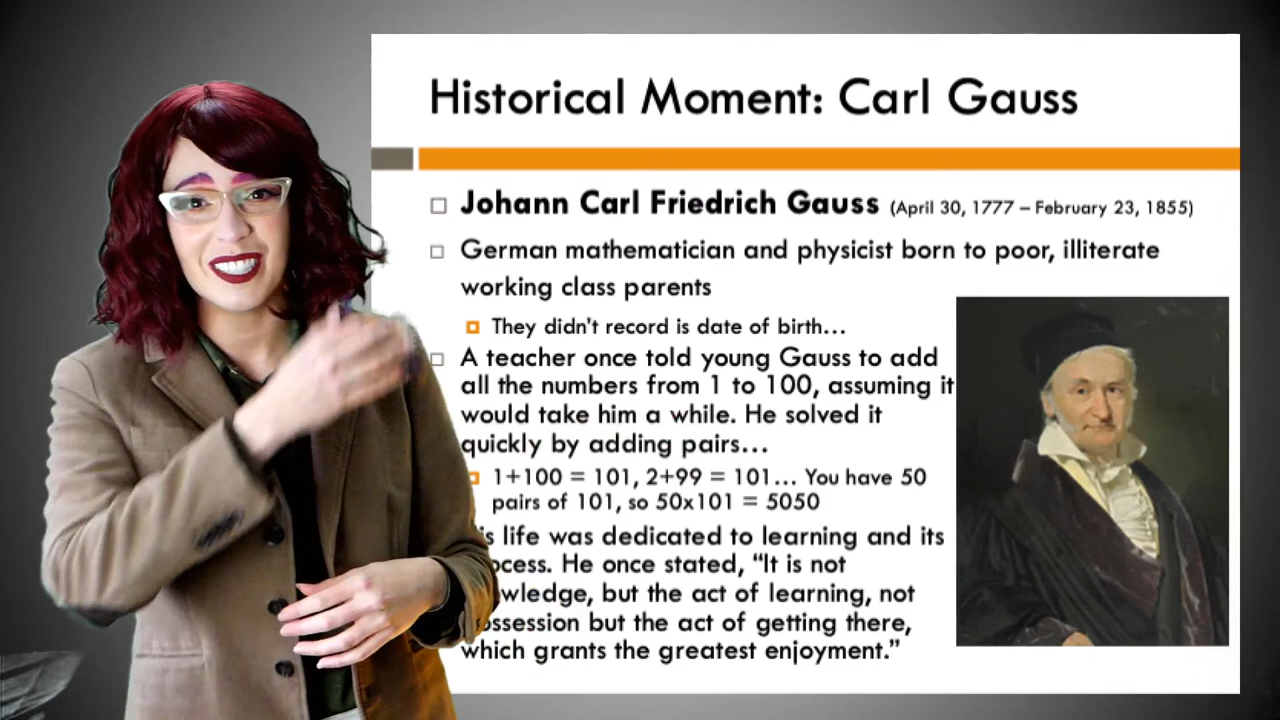 Historical Moment: Carl Gauss
Johann Carl Friedrich Gauss (April 30, 1777 – February 23, 1855)
German mathematician and physicist born to poor, illiterate
working class parents
They didn't record is date of birth…
A teacher once told young Gauss to add
all the numbers from 1 to 100, assuming it
would take him a while. He solved it
quickly by adding pairs…
1+100 = 101, 2+99 = 101… You have 50
pairs of 101, so 50x101 = 5050
life was dedicated to learning and its
He once stated, “It is not
but the act of learning, not
but the act of getting there,
which grants the greatest enjoyment.”